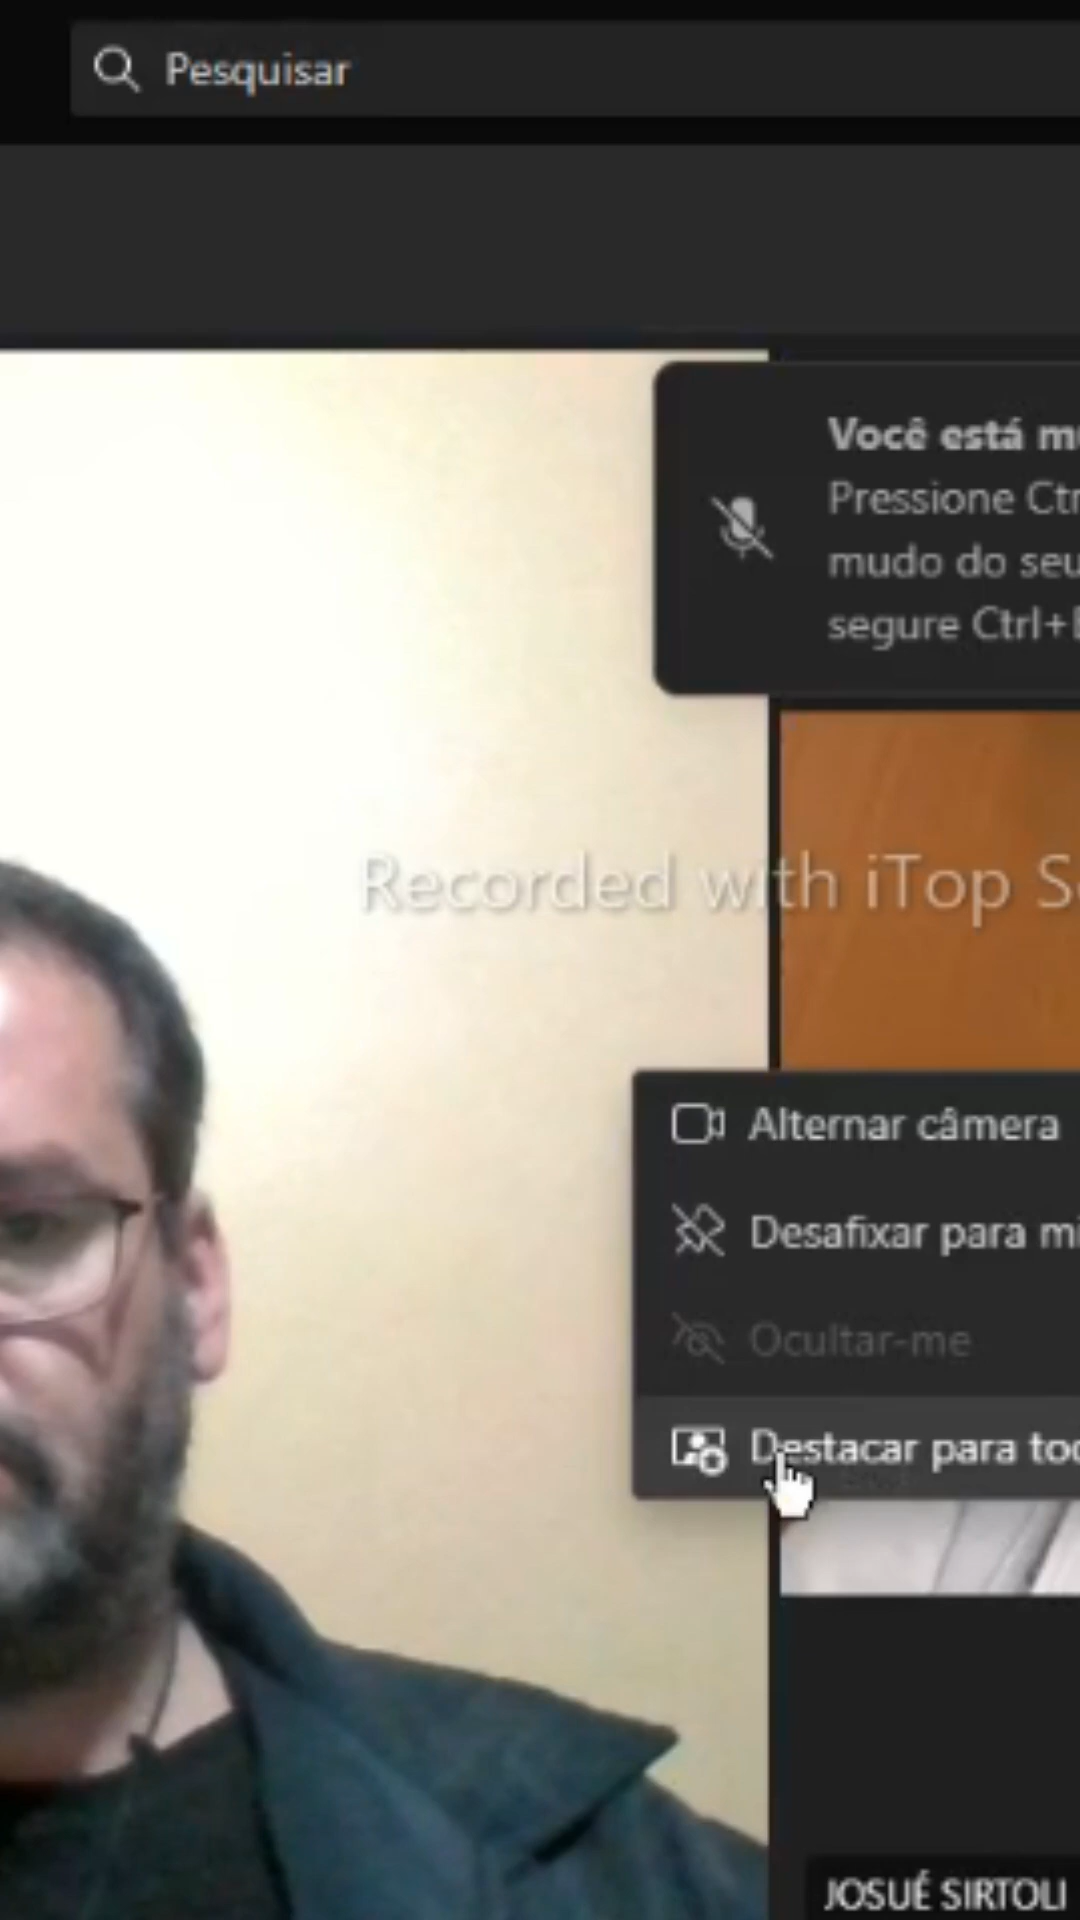 Pesquisar
Você está
Pressione
mudo do seu
segure Ctrl+
Recorded with iTop
Alternar câmera
Desafixar para
Ocultar-me
Destacar para
JOSUÉ SIRTOLI